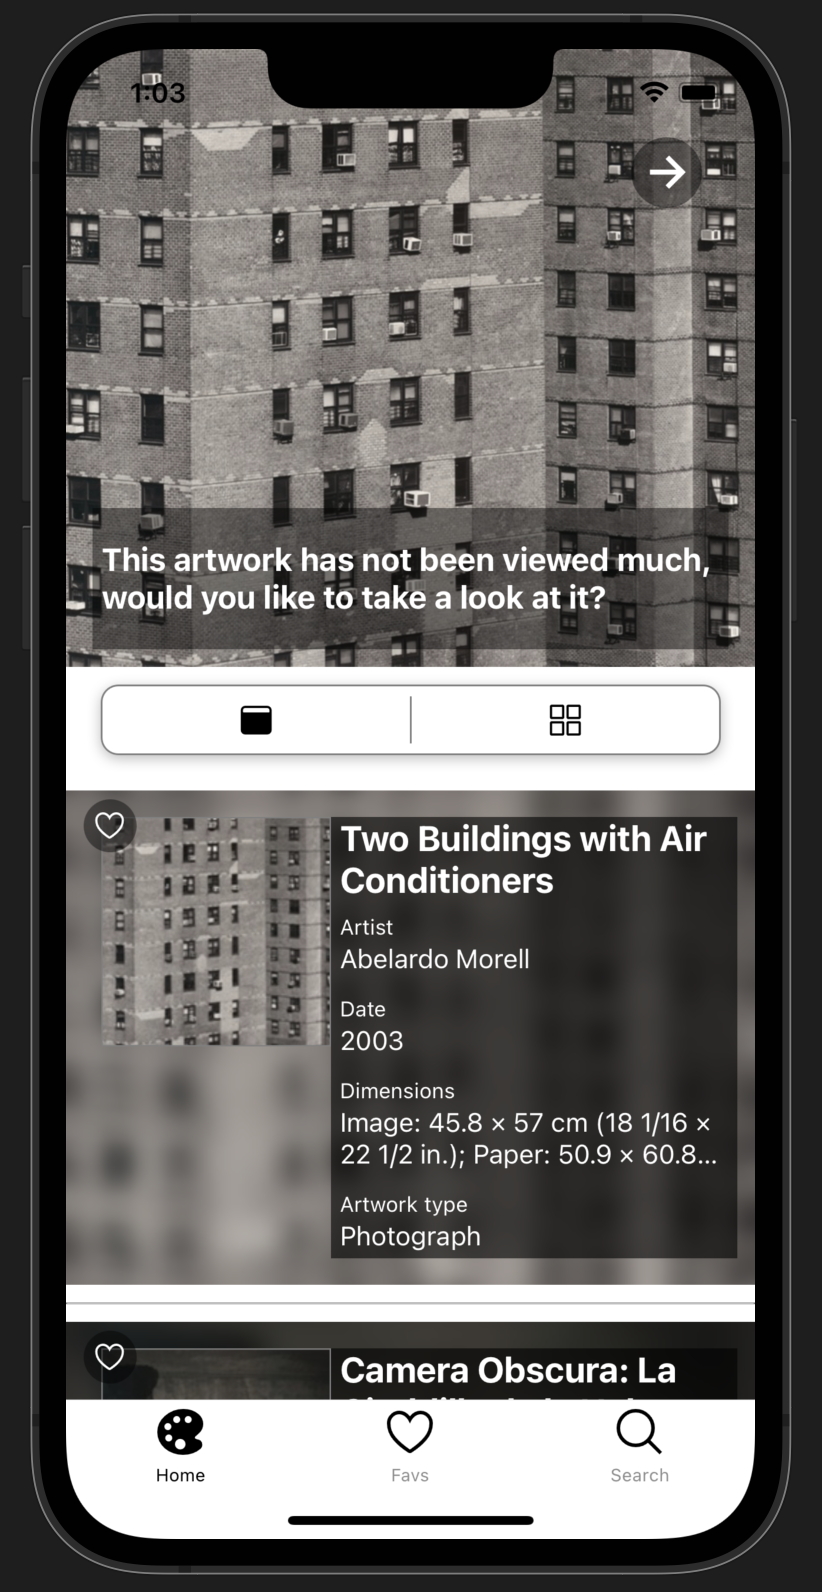 1:03
This artwork has not been viewed much,
would you like to take a look at it?
Two Buildings with Air
Conditioners
Artist
Abelardo Morell
Date
2003
Dimensions
Image: 45.8 × 57 cm (18 1/16 ×
22 1/2 in.); Paper: 50.9 × 60.8...
Artwork type
Photograph
Camera Obscura: La
Home
Favs
Search